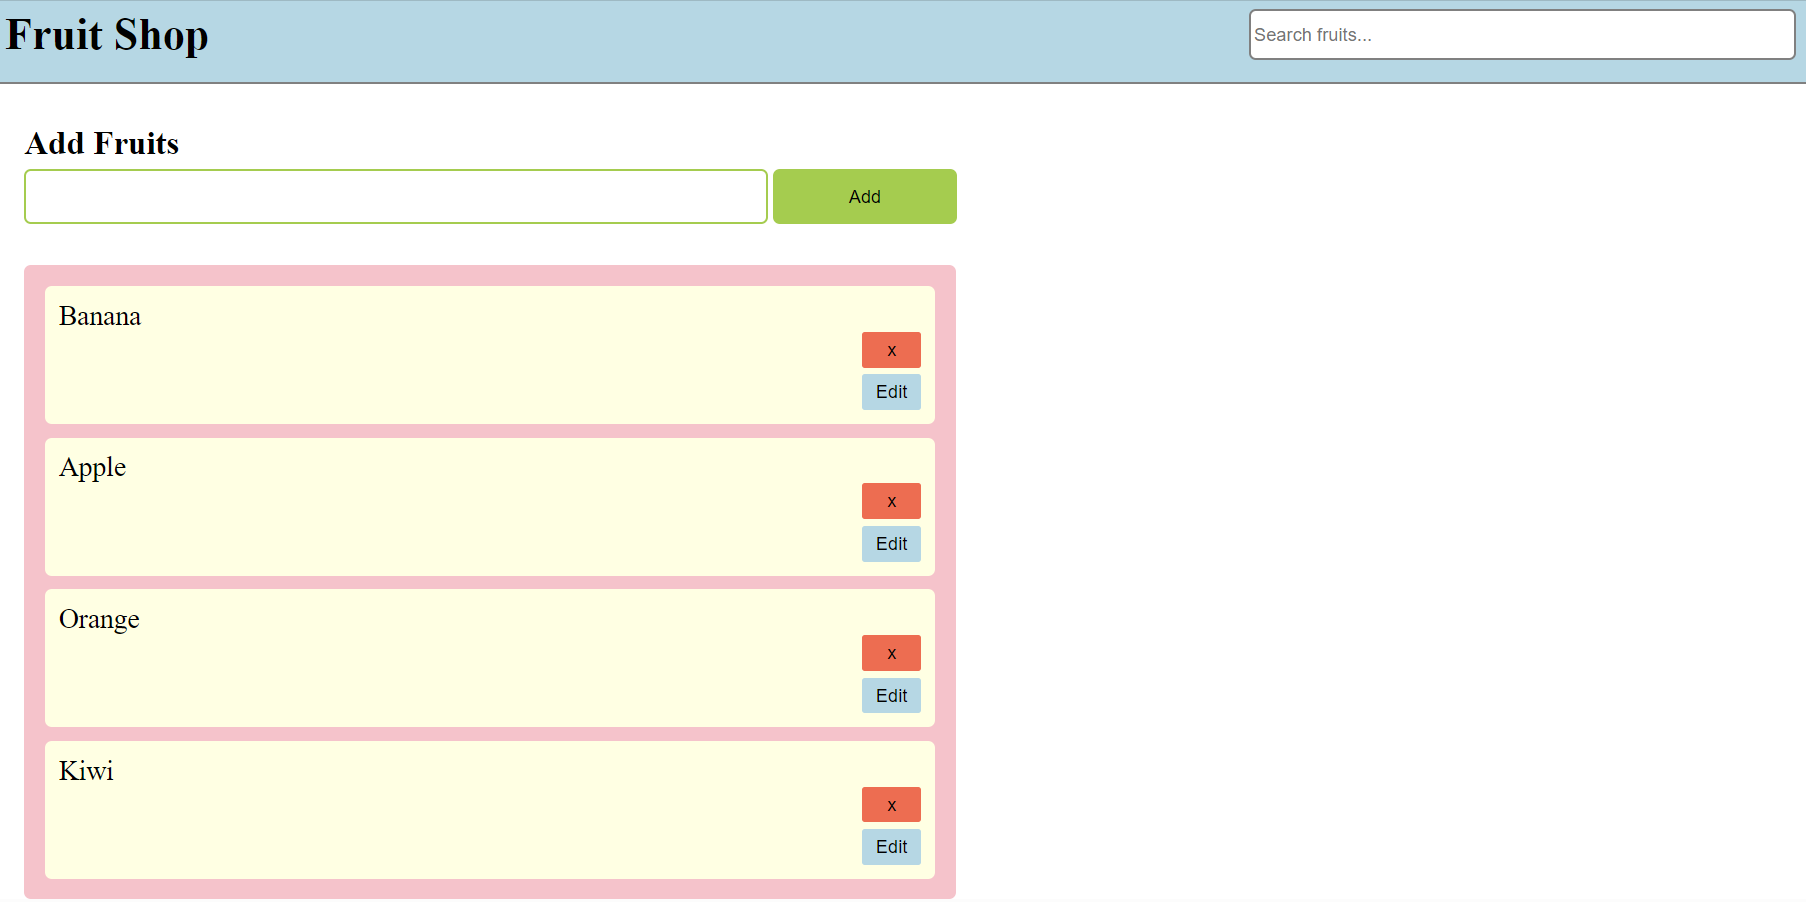 Fruit Shop
Search fruits...
Add Fruits
Add
Banana
x
Edit
Apple
x
Edit
Orange
x
Edit
Kiwi
x
Edit